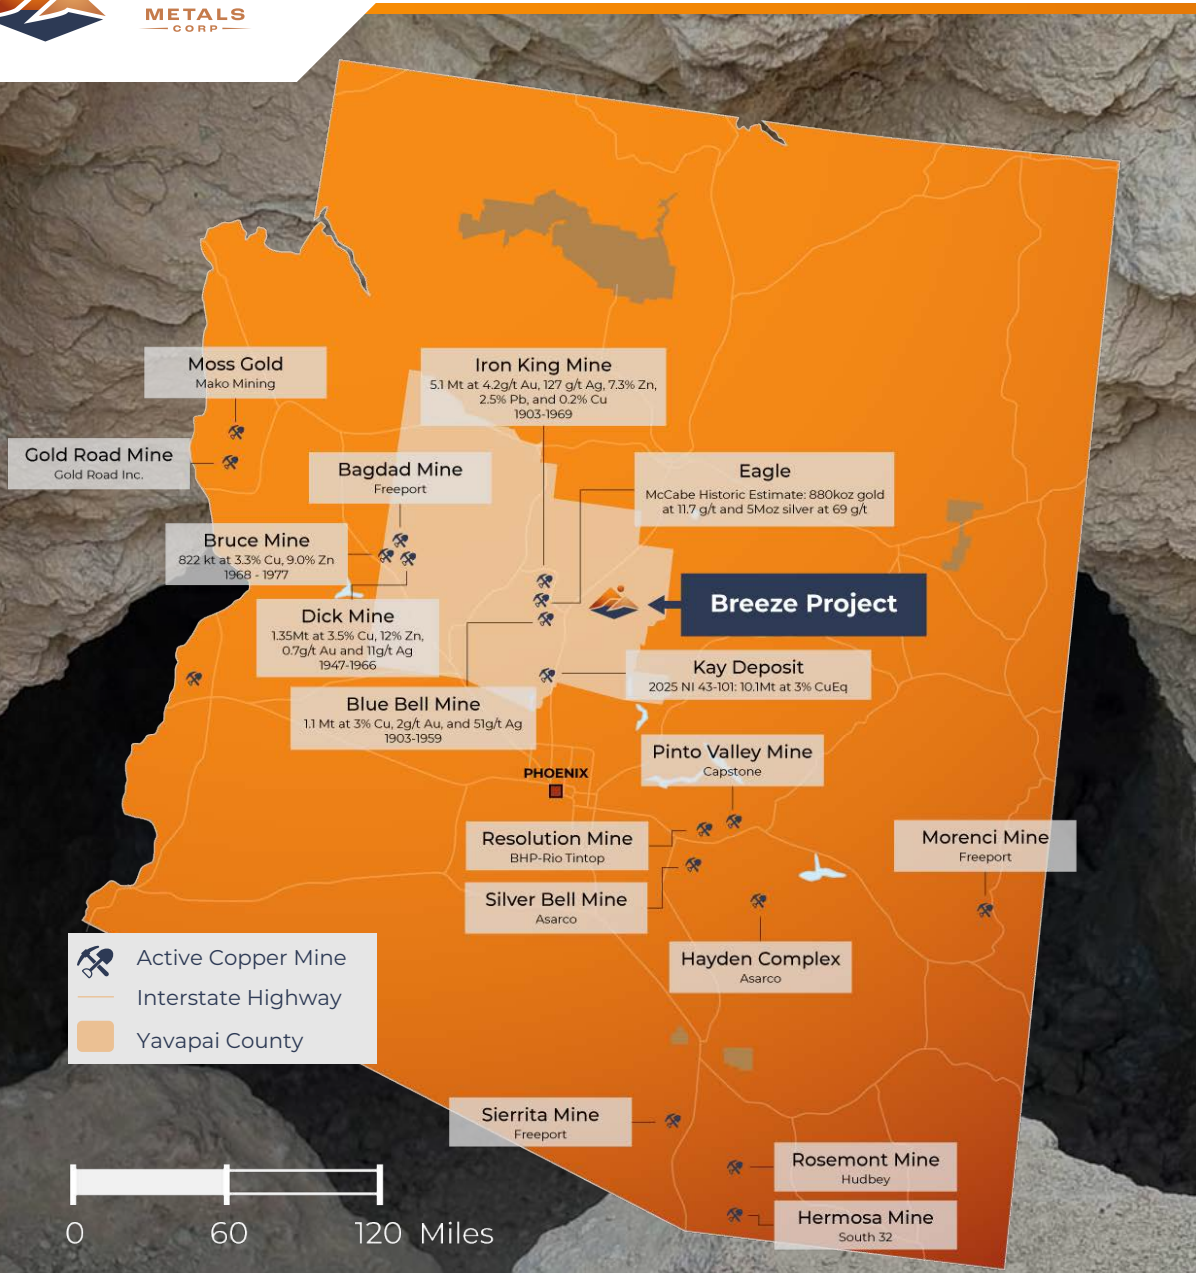 METALS
CORP
Moss Gold
Mako Mining
Gold Road Mine
Gold Road Inc.
Iron King Mine
5.1 Mt at 4.2g/t Au, 127 g/t Ag, 7.3% Zn,
2.5% Pb, and 0.2% Cu
1903-1969
Bagdad Mine
Freeport
Eagle
McCabe Historic Estimate: 880koz gold
at 11.7 g/t and 5Moz silver at 69 g/t
Bruce Mine
822 kt at 3.3% Cu, 9.0% Zn
1968 - 1977
Breeze Project
Dick Mine
1.35Mt at 3.5% Cu, 12% Zn,
0.7g/t Au and 11g/t Ag
1947-1966
Kay Deposit
2025 NI 43-101: 10.1Mt at 3% CuEq
Blue Bell Mine
1.1 Mt at 3% Cu, 2g/t Au, and 51g/t Ag
1903-1959
Pinto Valley Mine
Capstone
PHOENIX
Resolution Mine
BHP-Rio Tintop
Morenci Mine
Freeport
Silver Bell Mine
Asarco
Hayden Complex
Asarco
Active Copper Mine
Interstate Highway
Yavapai County
Sierrita Mine
Freeport
Rosemont Mine
Hudbey
Hermosa Mine
South 32
0 60 120 Miles